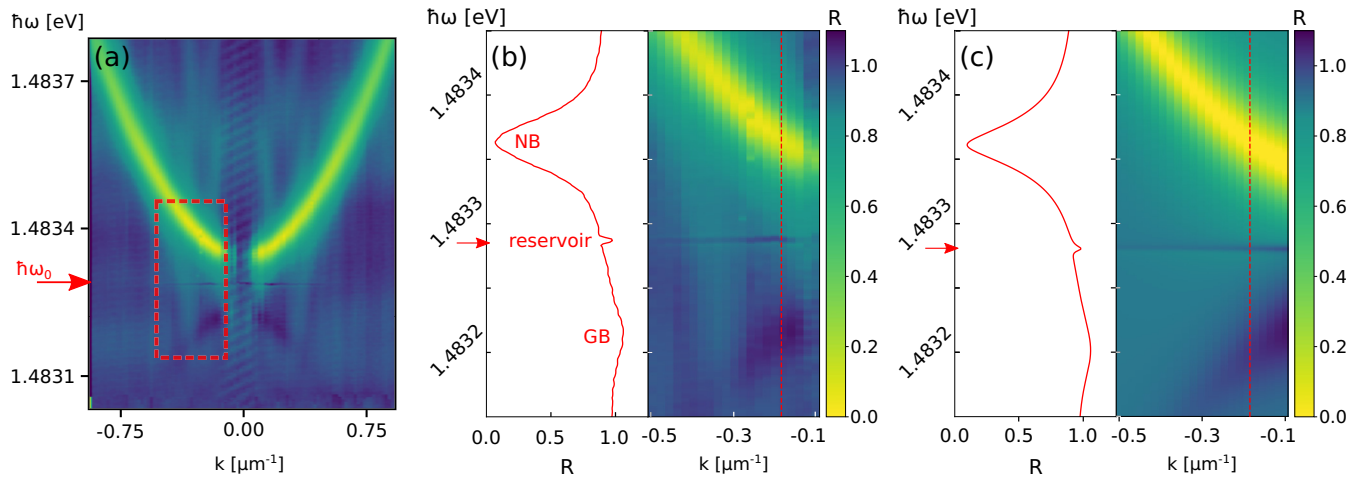 ħω [eV]
(a)
1.4837
1.4834
ħω₀
1.4831
-0.75
0.00
0.75
k [μm⁻¹]
ħω [eV]
(b)
R
1.4834
1.4833
1.4832
NB
reservoir
GB
0.0
0.5
1.0
R
-0.5
-0.3
-0.1
k [μm⁻¹]
1.0
0.8
0.6
0.4
0.2
0.0
ħω [eV]
(c)
R
1.4834
1.4833
1.4832
0.0
0.5
1.0
R
-0.5
-0.3
-0.1
k [μm⁻¹]
1.0
0.8
0.6
0.4
0.2
0.0